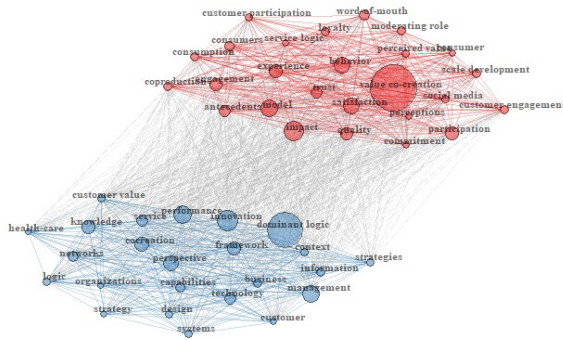 customer participation
word-of-mouth
loyalty
moderating role
consumers
service logic
consumption
perceived value
consumer
experience
behavior
scale development
coproduction
engagement
value co-creation
trust
social media
antecedents
model
satisfaction
customer engagement
perceptions
impact
quality
participation
commitment
customer value
performance
knowledge
service
innovation
health-care
dominant logic
cocreation
framework
context
networks
perspective
strategies
information
logic
organizations
capabilities
business
technology
management
strategy
design
customer
systems